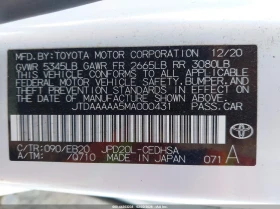 MFD. BY TOYOTA MOTOR CORPORATION 12/20
GVWR 5345LB GAWR FR 2665LB RR 3080LB
THIS VEHICLE CONFORMS TO ALL APPLICABLE
FEDERAL MOTOR VEHICLE SAFETY, BUMPER, AND
THEFT PREVENTION STANDARDS IN EFFECT ON
THE DATE OF MANUFACTURE SHOWN ABOVE.
JTDAAAAA5MA000431 PASS. CAR
C/TR: 090/EB20 JPD20L-CEDHSA
A/TM: /Q710 MADE IN JAPAN 071 A
TOYOTA